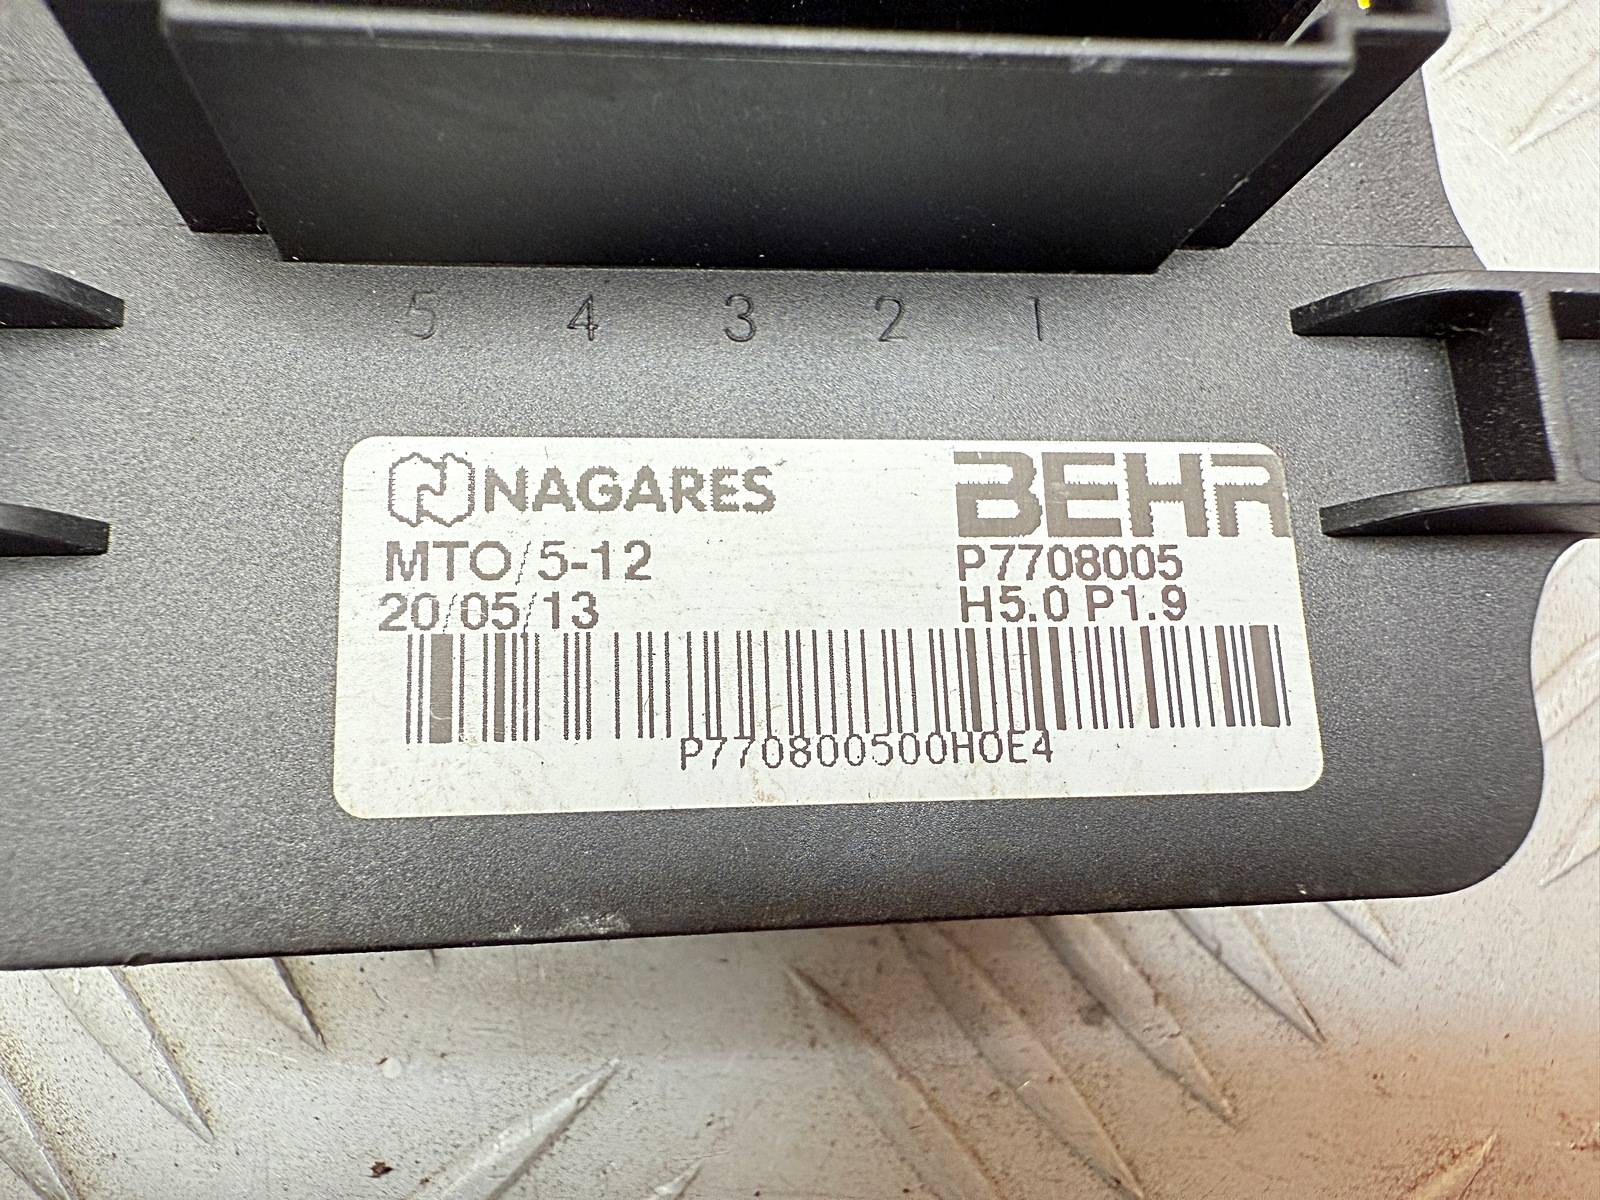 5 4 3 2 1
NAGARES BEHR
MTO/5-12 P7708005
20/05/13 H5.0 P1.9
P770800500H0E4